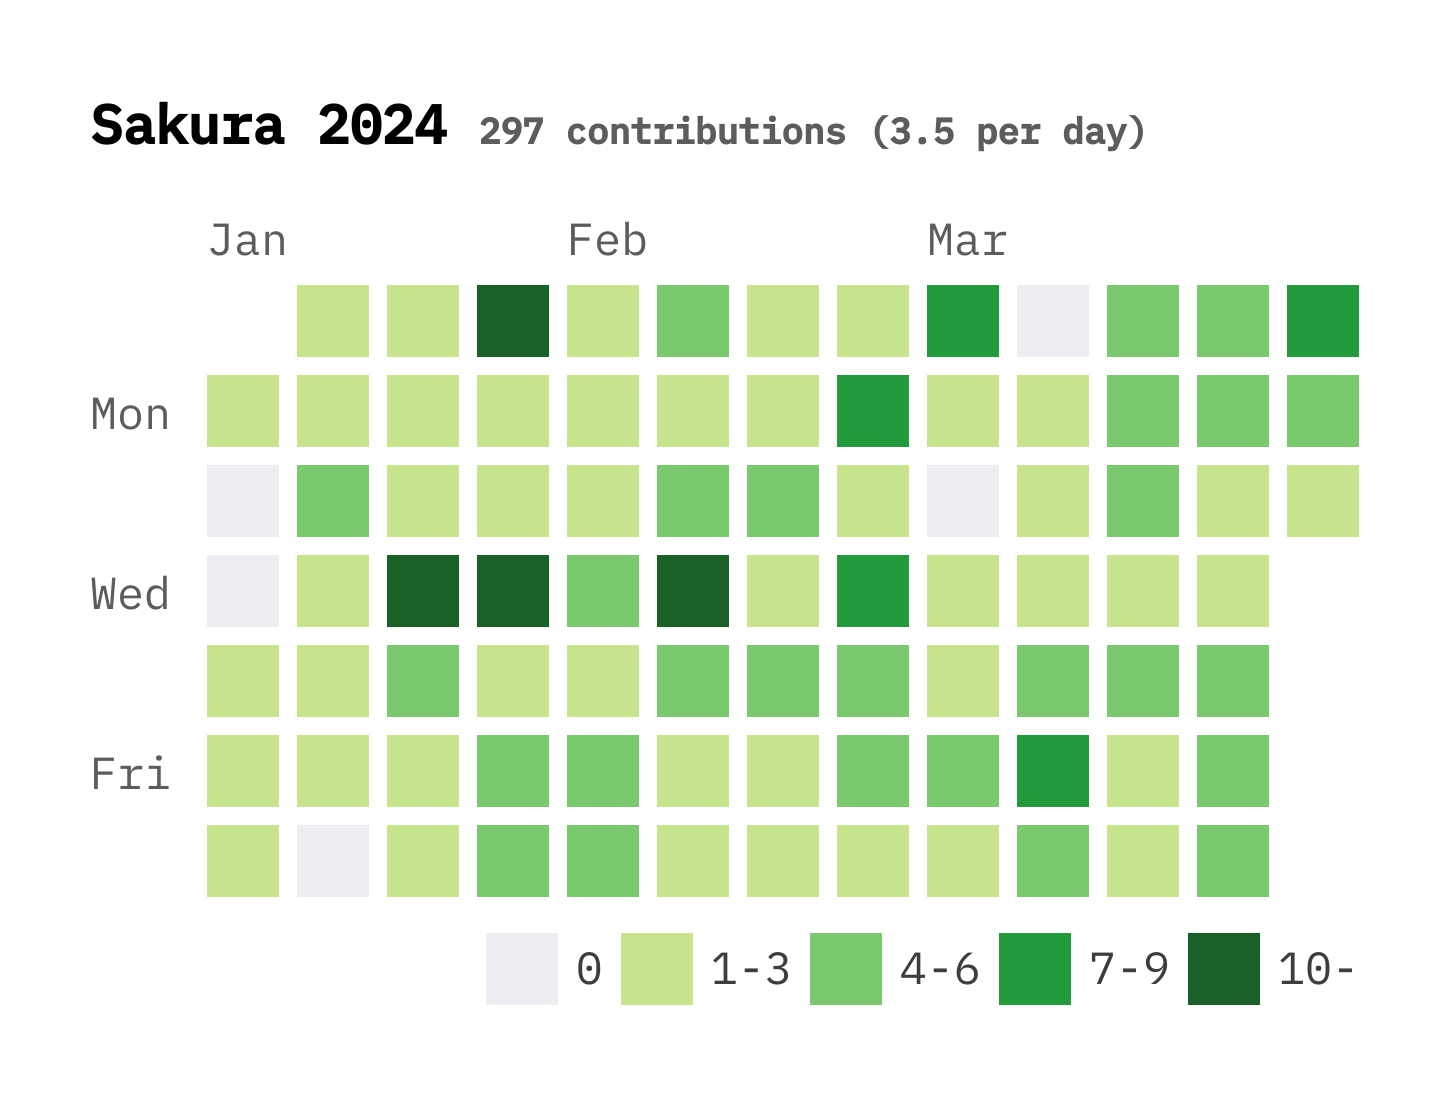 Sakura 2024 297 contributions (3.5 per day)
Jan Feb Mar
Mon
Wed
Fri
0 1-3 4-6 7-9 10-